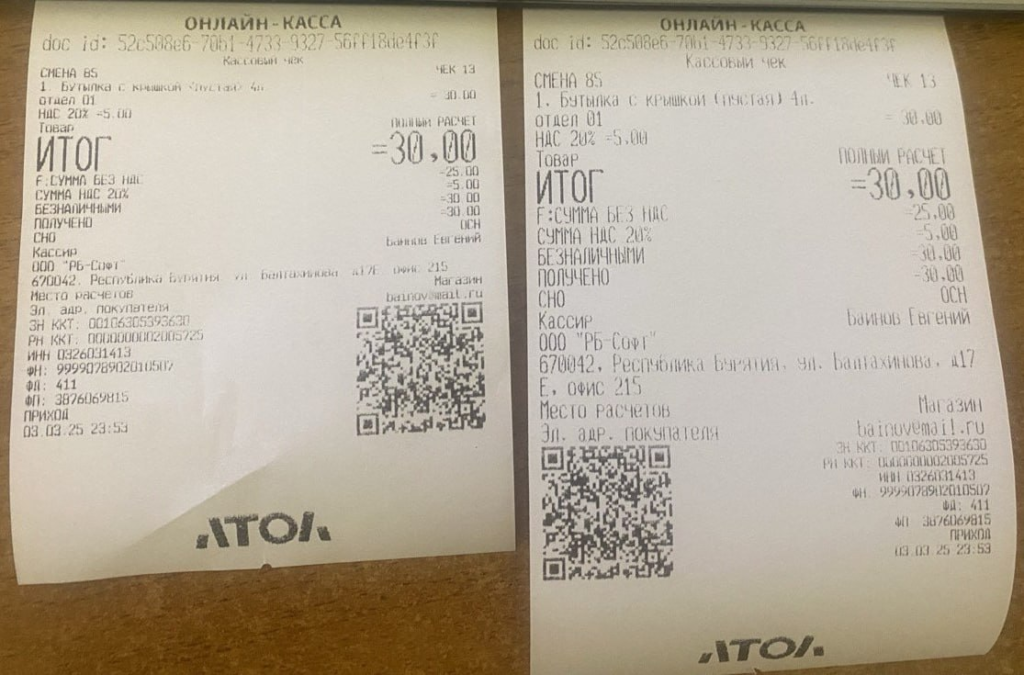 ОНЛАЙН-КАССА
doc id: 52c508e6-70b1-4733-9327-56ff18de4f3f
Кассовый чек
СМЕНА 85 ЧЕК 13
1. Бутылка с крышкой (пустая) 4л.
отдел 01 = 30.00
НДС 20% =5.00
Товар ПОЛНЫЙ РАСЧЕТ
ИТОГ =30,00
F:СУММА БЕЗ НДС =25.00
СУММА НДС 20% =5.00
БЕЗНАЛИЧНЫМИ =30.00
ПОЛУЧЕНО =30.00
СНО ОСН
Кассир Баинов Евгений
ООО "РБ-Софт"
670042, Республика Бурятия, ул. Балтахинова, д17Е, офис 215
Место расчетов Магазин
Эл. адр. покупателя bainov@mail.ru
ЗН ККТ: 00106305393630
РН ККТ: 0000000002005725
ИНН 0326031413
ФН: 9999078902010507
ФД: 411
ФП: 3876069815
ПРИХОД
03.03.25 23:53
АТОЛ
ОНЛАЙН-КАССА
doc id: 52c508e6-70b1-4733-9327-56ff18de4f3f
Кассовый чек
СМЕНА 85 ЧЕК 13
1. Бутылка с крышкой (пустая) 4л.
отдел 01 = 30.00
НДС 20% =5.00
Товар ПОЛНЫЙ РАСЧЕТ
ИТОГ =30,00
F:СУММА БЕЗ НДС =25.00
СУММА НДС 20% =5.00
БЕЗНАЛИЧНЫМИ =30.00
ПОЛУЧЕНО =30.00
СНО ОСН
Кассир Баинов Евгений
ООО "РБ-Софт"
670042, Республика Бурятия, ул. Балтахинова, д17
Е, офис 215
Место расчетов Магазин
Эл. адр. покупателя bainov@mail.ru
ЗН ККТ: 00106305393630
РН ККТ: 0000000002005725
ИНН 0326031413
ФН: 9999078902010507
ФД: 411
ФП: 3876069815
ПРИХОД
03.03.25 23:53
АТОЛ